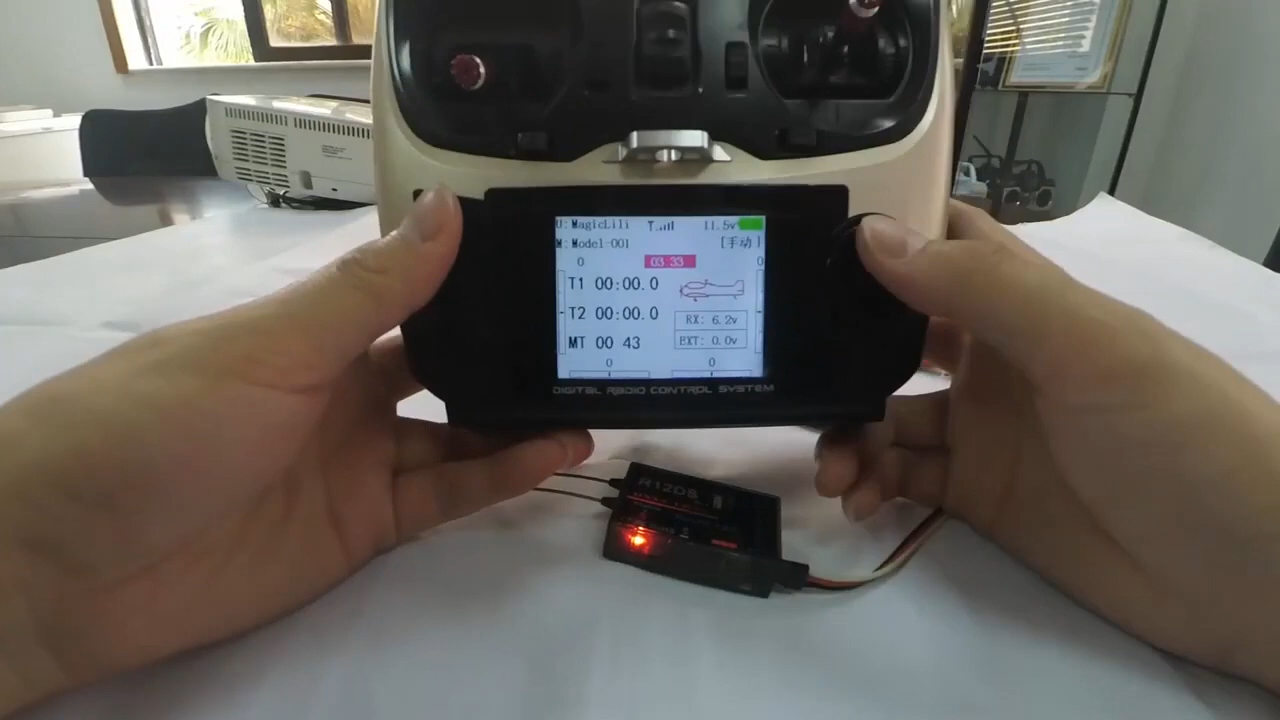 U: MagicLili 11.5v
M: Model-001 [手动]
0 03 33 0
T1 00:00.0
T2 00:00.0
RX: 6.2v
MT 00 43
EXT: 0.0v
0 0
DIGITAL RADIO CONTROL SYSTEM
R12DS